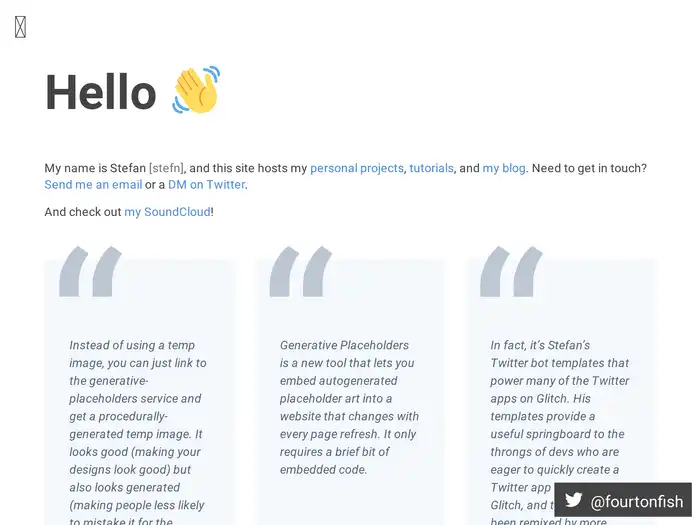 Hello 👋
My name is Stefan [stefn], and this site hosts my personal projects, tutorials, and my blog. Need to get in touch?
Send me an email or a DM on Twitter.
And check out my SoundCloud!
Instead of using a temp
image, you can just link to
the generative-
placeholders service and
get a procedurally-
generated temp image. It
looks good (making your
designs look good) but
also looks generated
(making people less likely
to mistake it for the
Generative Placeholders
is a new tool that lets you
embed autogenerated
placeholder art into a
website that changes with
every page refresh. It only
requires a brief bit of
embedded code.
In fact, it’s Stefan’s
Twitter bot templates that
power many of the Twitter
apps on Glitch. His
templates provide a
useful springboard to the
throngs of devs who are
eager to quickly create a
Twitter app
Glitch, and
been remixed by more
@fourtonfish